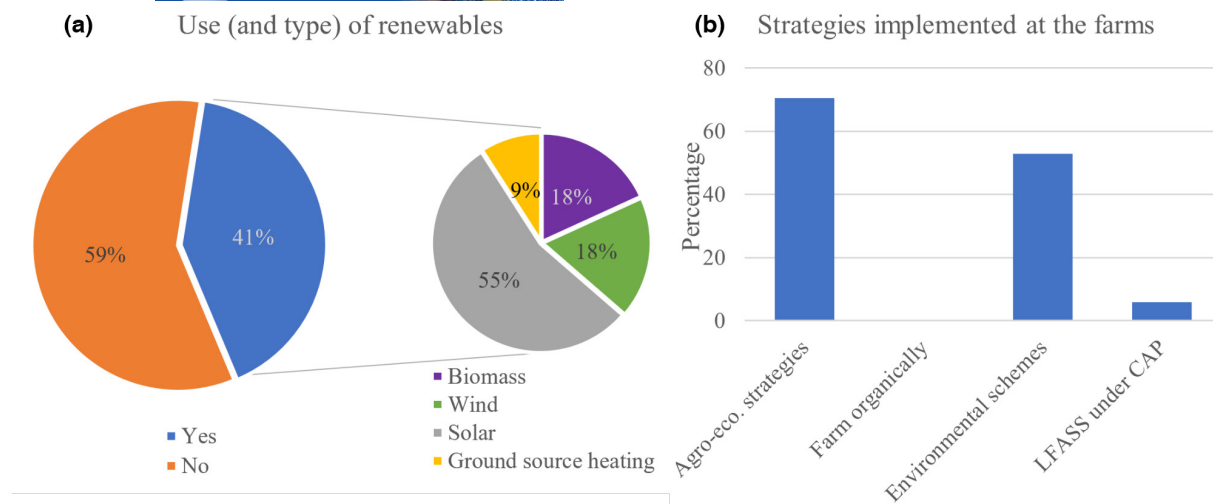 (a) Use (and type) of renewables
59%
41%
9%
18%
18%
55%
Yes
No
Biomass
Wind
Solar
Ground source heating
(b) Strategies implemented at the farms
Percentage
80
60
40
20
0
Agro-eco. strategies
Farm organically
Environmental schemes
LFASS under CAP